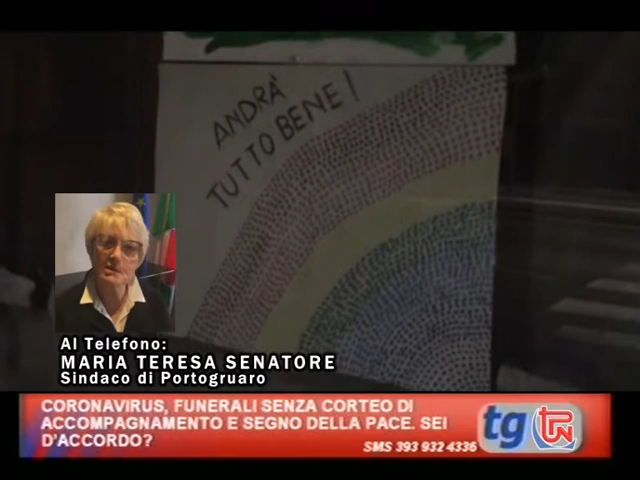 ANDRÀ
TUTTO BENE!
Al Telefono:
MARIA TERESA SENATORE
Sindaco di Portogruaro
CORONAVIRUS, FUNERALI SENZA CORTEO DI
ACCOMPAGNAMENTO E SEGNO DELLA PACE. SEI
D'ACCORDO?
SMS 393 932 4336
tg TPN